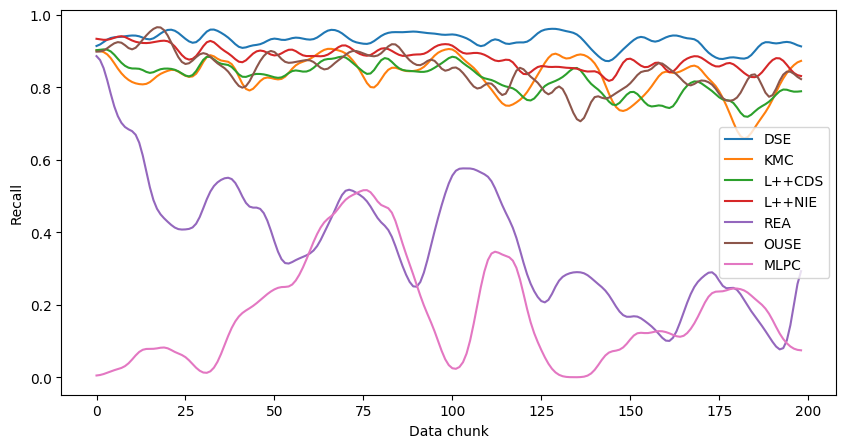 1.0
0.8
0.6
0.4
0.2
0.0
Recall
0
25
50
75
100
125
150
175
200
Data chunk
DSE
KMC
L++CDS
L++NIE
REA
OUSE
MLPC